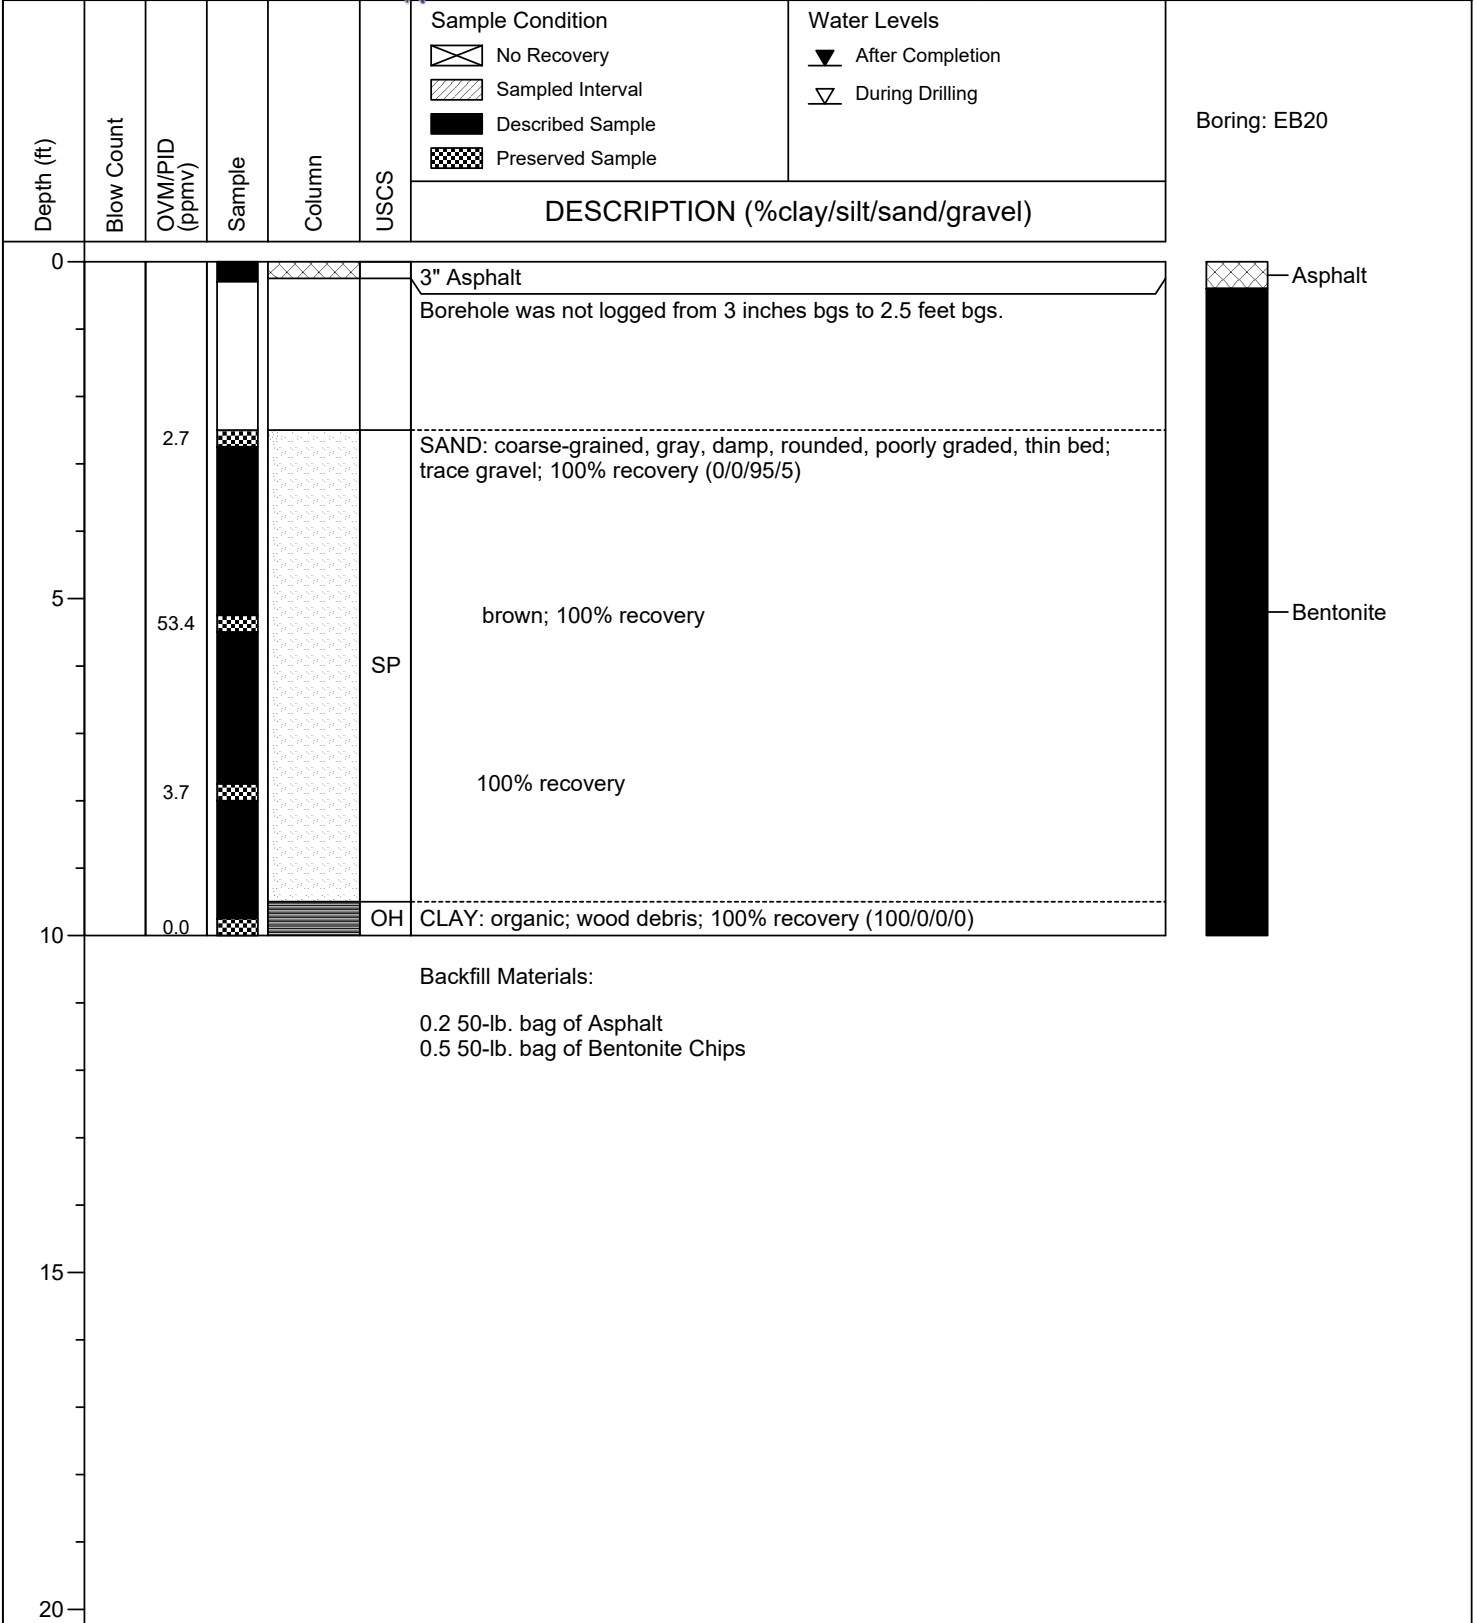 Sample Condition
No Recovery
Sampled Interval
Described Sample
Preserved Sample
Water Levels
After Completion
During Drilling
Boring: EB20
Depth (ft)
Blow Count
OVM/PID
(ppmv)
Sample
Column
USCS
DESCRIPTION (%clay/silt/sand/gravel)
0
3" Asphalt
Asphalt
Borehole was not logged from 3 inches bgs to 2.5 feet bgs.
2.7
SAND: coarse-grained, gray, damp, rounded, poorly graded, thin bed;
trace gravel; 100% recovery (0/0/95/5)
5
53.4
brown; 100% recovery
Bentonite
SP
3.7
100% recovery
OH
CLAY: organic; wood debris; 100% recovery (100/0/0/0)
0.0
10
Backfill Materials:
0.2 50-lb. bag of Asphalt
0.5 50-lb. bag of Bentonite Chips
15
20